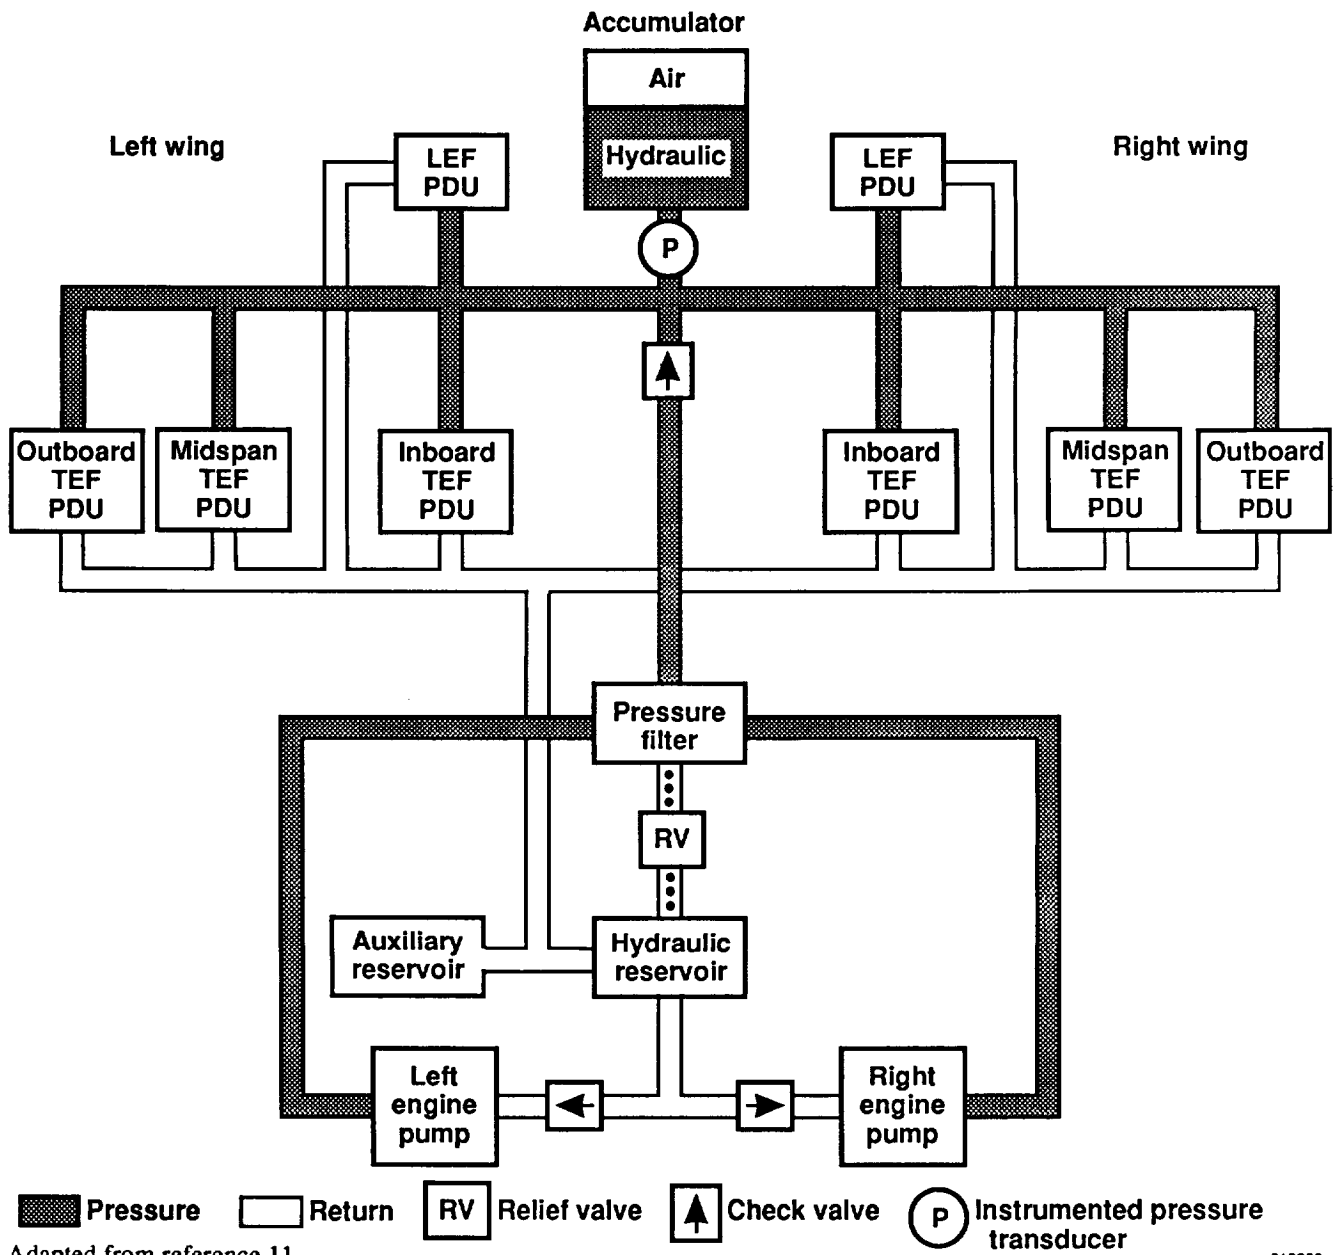 Accumulator
Air
Left wing
Right wing
LEF
PDU
Hydraulic
LEF
PDU
P
Outboard
TEF
PDU
Midspan
TEF
PDU
Inboard
TEF
PDU
Inboard
TEF
PDU
Midspan
TEF
PDU
Outboard
TEF
PDU
Pressure
filter
RV
Auxiliary
reservoir
Hydraulic
reservoir
Left
engine
pump
Right
engine
pump
Pressure
Return
RV Relief valve
Check valve
P Instrumented pressure
transducer
Adapted from reference 11